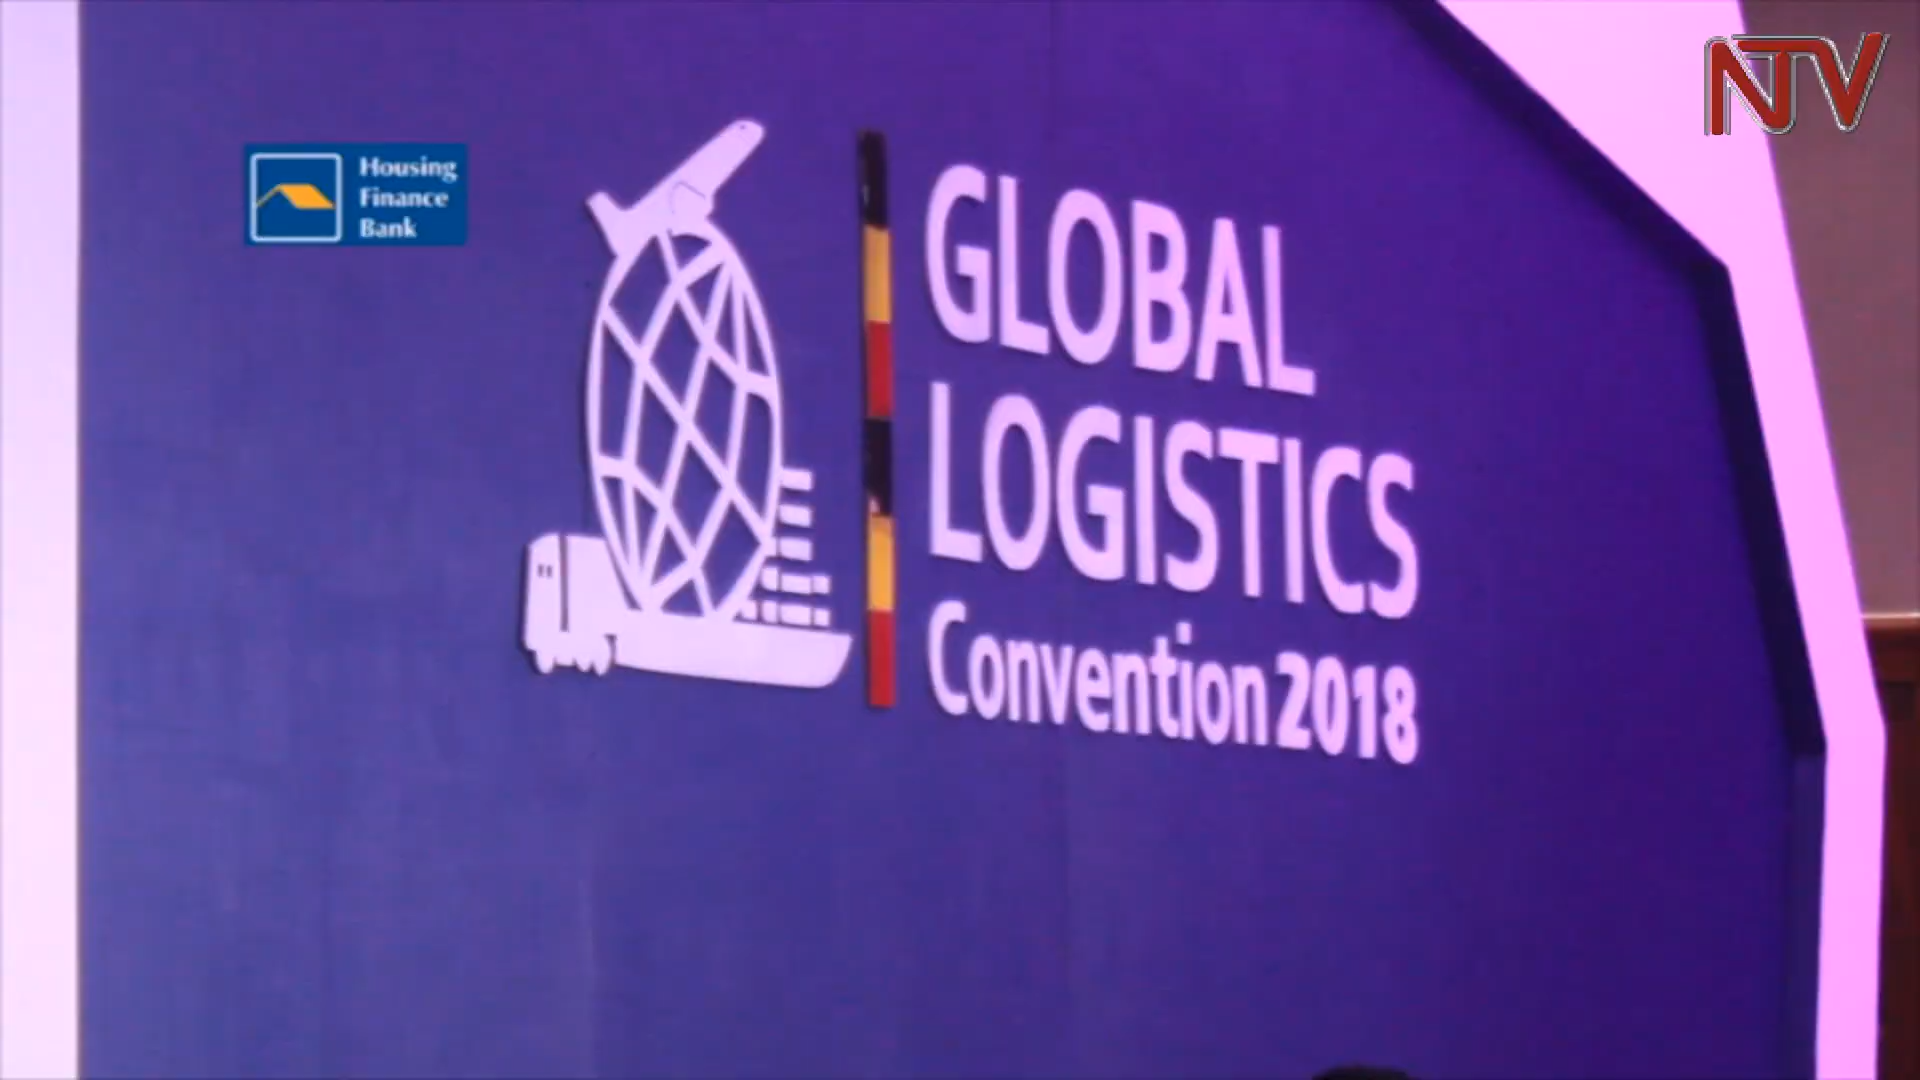 NTV
Housing
Finance
Bank
GLOBAL
LOGISTICS
Convention 2018